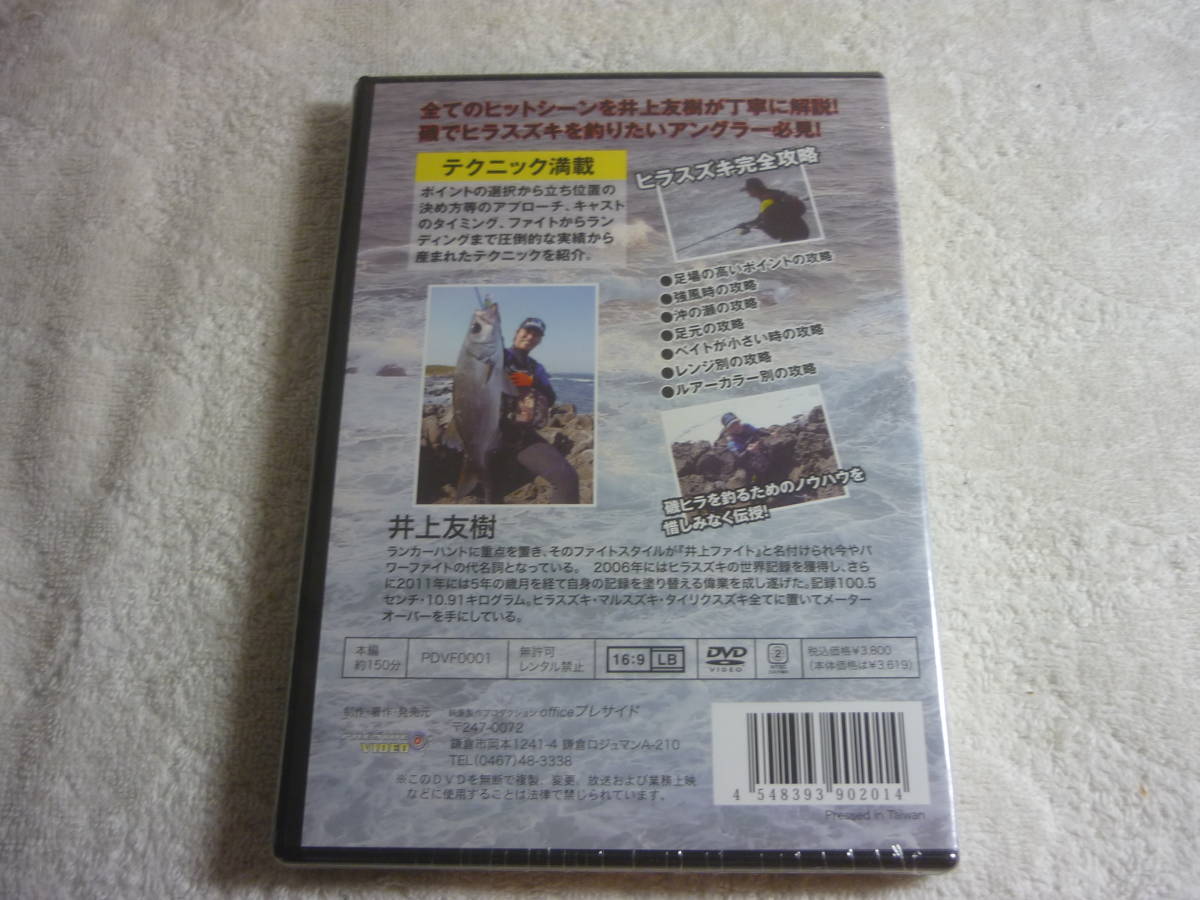 全てのヒットシーンを井上友樹が丁寧に解説!
磯でヒラスズキを釣りたいアングラー必見!
テクニック満載
ポイントの選択から立ち位置の
決め方等のアプローチ、キャスト
のタイミング、ファイトからラン
ディングまで圧倒的な実績から
産まれたテクニックを紹介。
ヒラスズキ完全攻略
●足場の高いポイントの攻略
●強風時の攻略
●沖の瀬の攻略
●足元の攻略
●ベイトが小さい時の攻略
●レンジ別の攻略
●ルアーカラー別の攻略
磯ヒラを釣るためのノウハウを
惜しみなく伝授!
井上友樹
ランカーハントに重点を置き、そのファイトスタイルが『井上ファイト』と名付けられ今やパ
ワーファイトの代名詞となっている。 2006年にはヒラスズキの世界記録を獲得し、さら
に2011年には5年の歳月を経て自身の記録を塗り替える偉業を成し遂げた。記録100.5
センチ・10.91キログラム。ヒラスズキ・マルスズキ・タイリクスズキ全てに置いてメーター
オーバーを手にしている。
本編
約150分
PDVF0001
無許可
レンタル禁止
16:9 LB
DVD
VIDEO
2
NTSC
税込価格¥3,800
(本体価格は¥3,619)
制作・著作・発売元
VIDEO
映像製作プロダクション officeプレサイド
〒247-0072
鎌倉市岡本1241-4 鎌倉ロジュマンA-210
TEL(0467)48-3338
※このDVDを無断で複製、変更、放送および業務上映
などに使用することは法律で禁じられています。
4 548393 902014
Pressed in Taiwan